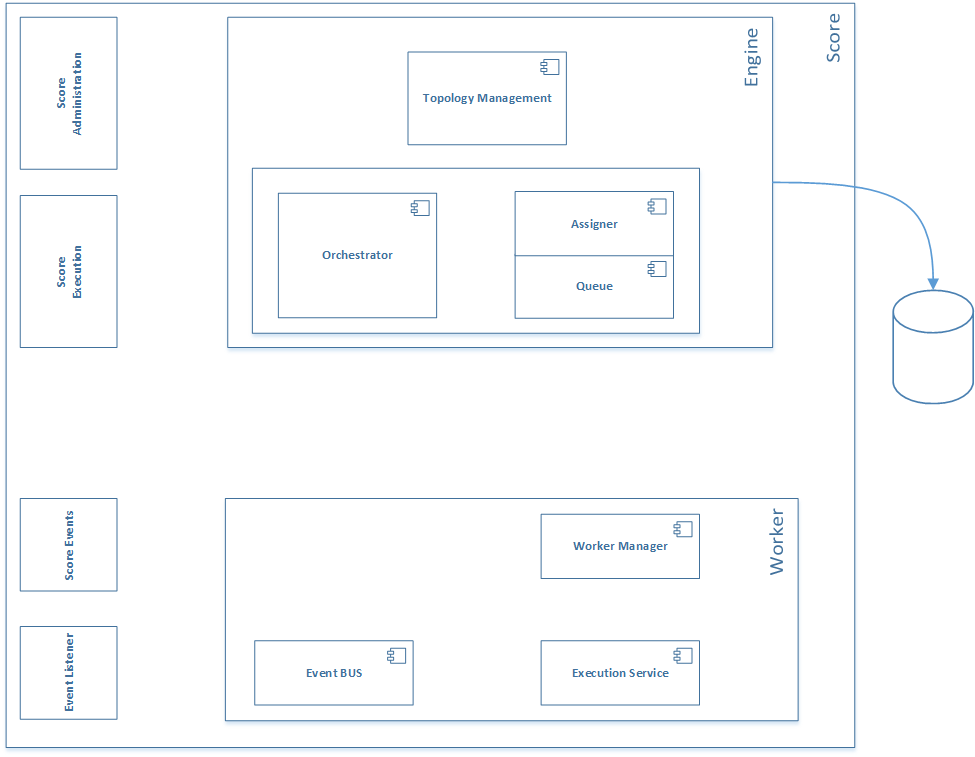 Score
Engine
Score
Administration
Topology Management
Score
Execution
Orchestrator
Assigner
Queue
Worker
Score Events
Worker Manager
Event Listener
Event BUS
Execution Service